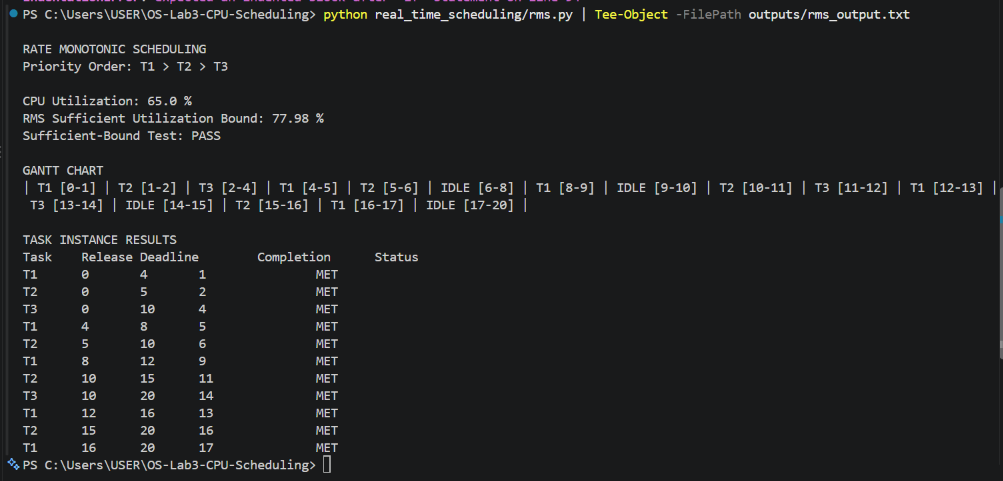 PS C:\Users\USER\OS-Lab3-CPU-Scheduling> python real_time_scheduling/rms.py | Tee-Object -FilePath outputs/rms_output.txt
RATE MONOTONIC SCHEDULING
Priority Order: T1 > T2 > T3
CPU Utilization: 65.0 %
RMS Sufficient Utilization Bound: 77.98 %
Sufficient-Bound Test: PASS
GANTT CHART
| T1 [0-1] | T2 [1-2] | T3 [2-4] | T1 [4-5] | T2 [5-6] | IDLE [6-8] | T1 [8-9] | IDLE [9-10] | T2 [10-11] | T3 [11-12] | T1 [12-13] |
T3 [13-14] | IDLE [14-15] | T2 [15-16] | T1 [16-17] | IDLE [17-20] |
TASK INSTANCE RESULTS
Task Release Deadline Completion Status
T1 0 4 1 MET
T2 0 5 2 MET
T3 0 10 4 MET
T1 4 8 5 MET
T2 5 10 6 MET
T1 8 12 9 MET
T2 10 15 11 MET
T3 10 20 14 MET
T1 12 16 13 MET
T2 15 20 16 MET
T1 16 20 17 MET
PS C:\Users\USER\OS-Lab3-CPU-Scheduling>